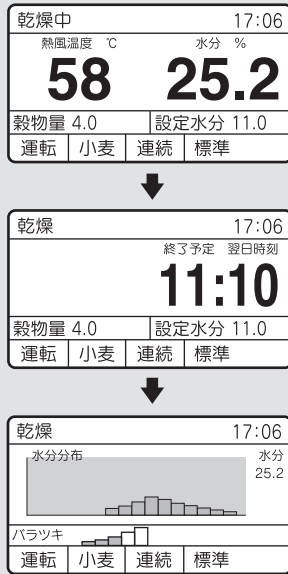 乾燥中 17:06
熱風温度 ℃ 水分 %
58 25.2
穀物量 4.0 設定水分 11.0
運転 小麦 連続 標準
乾燥 17:06
終了予定 翌日時刻
11:10
穀物量 4.0 設定水分 11.0
運転 小麦 連続 標準
乾燥 17:06
水分分布 水分
25.2
バラツキ
運転 小麦 連続 標準